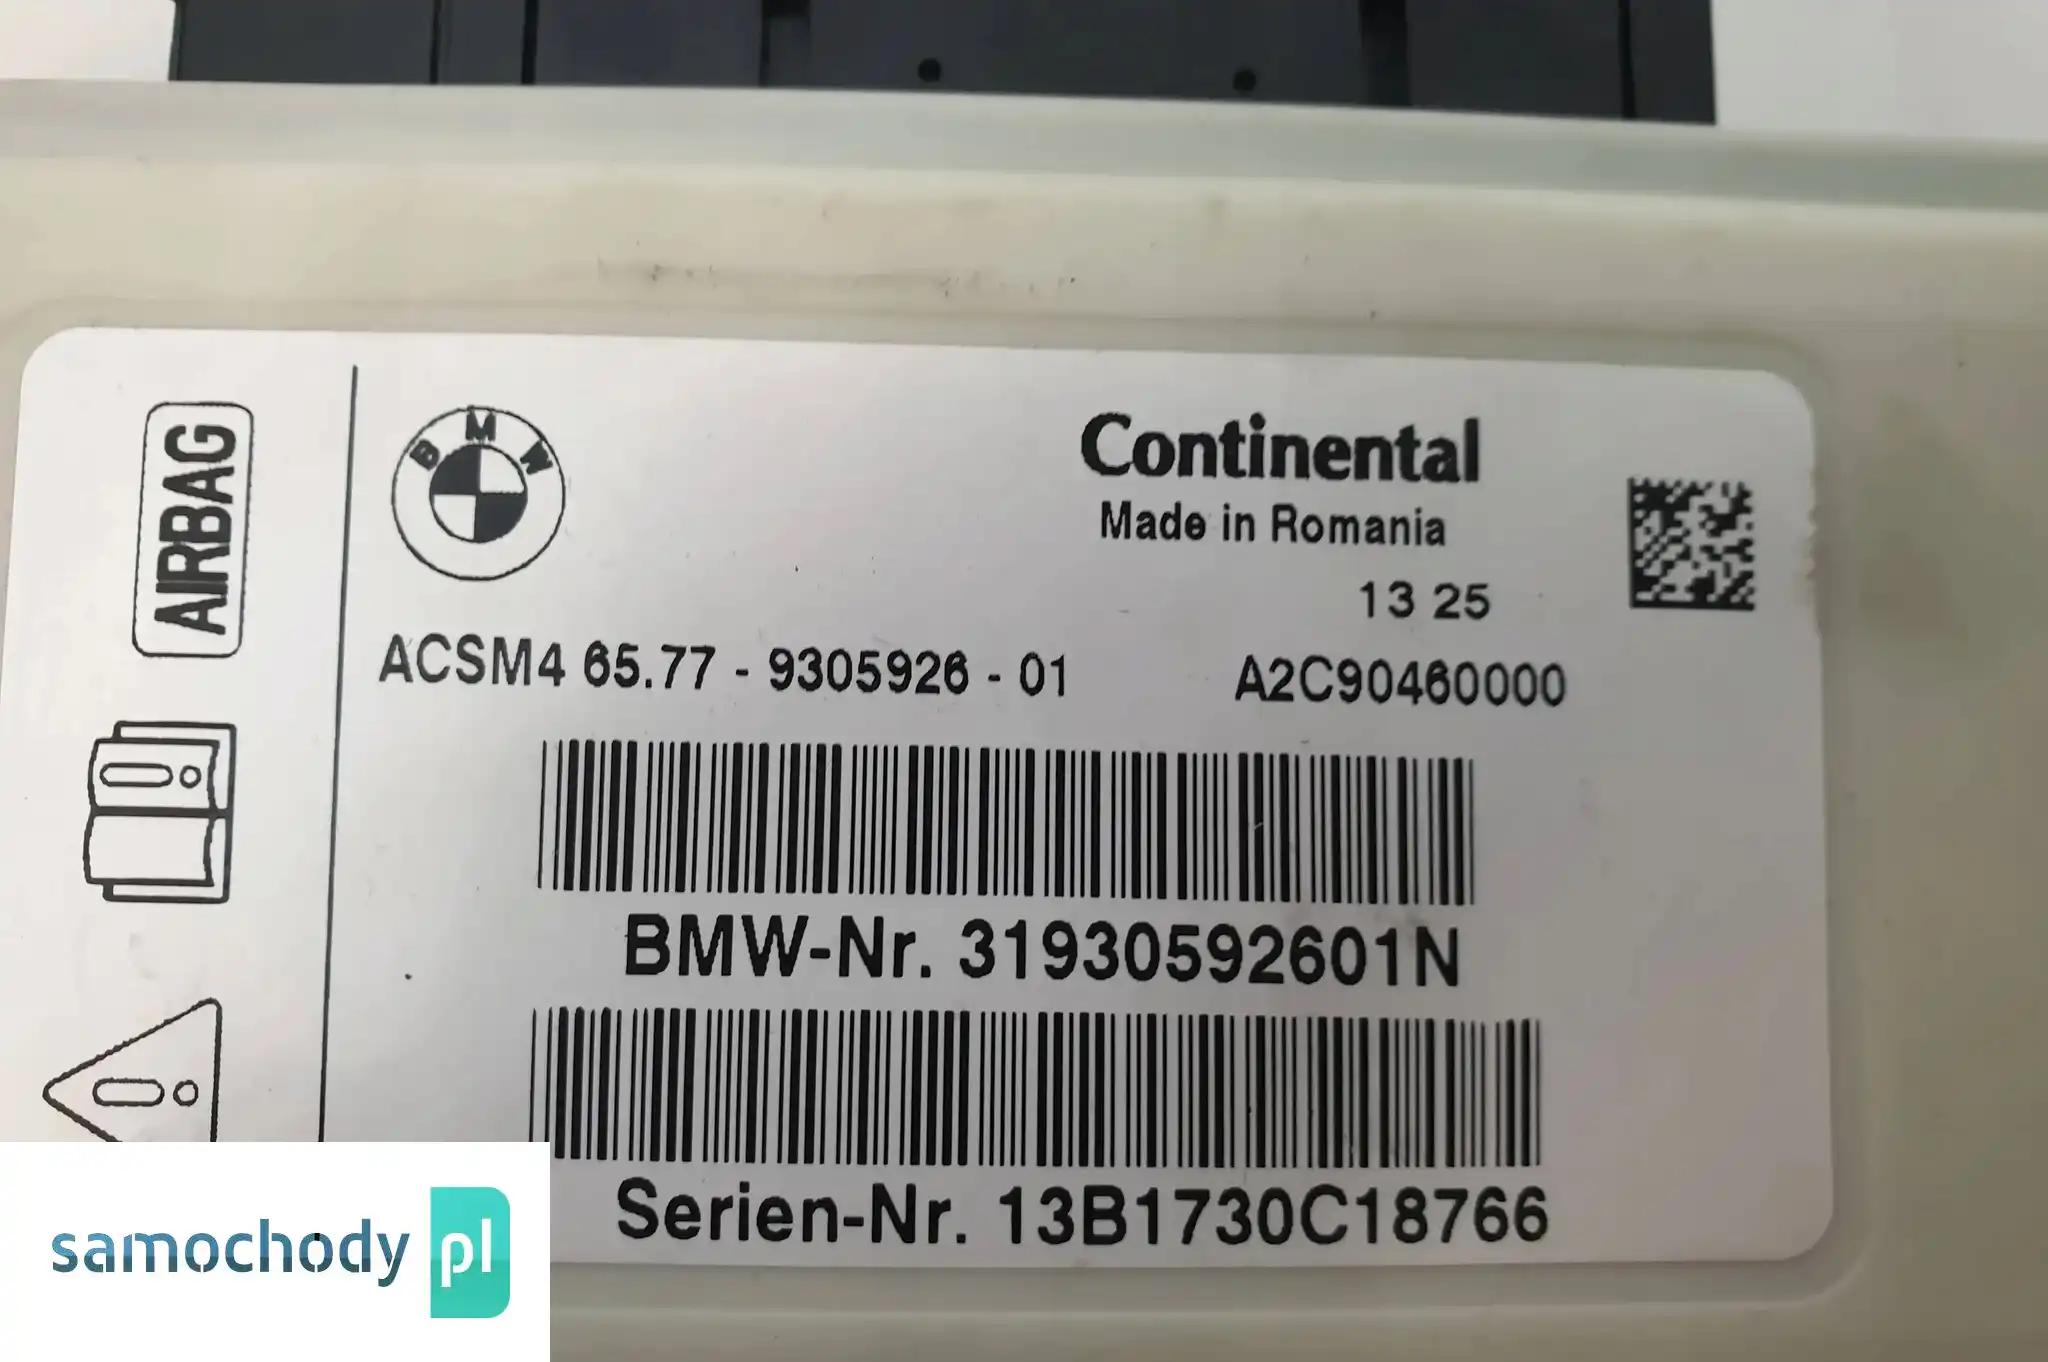 AIRBAG
BMW
Continental
Made in Romania
13 25
ACSM4 65.77 - 9305926 - 01 A2C90460000
BMW-Nr. 31930592601N
Serien-Nr. 13B1730C18766
samochody pl